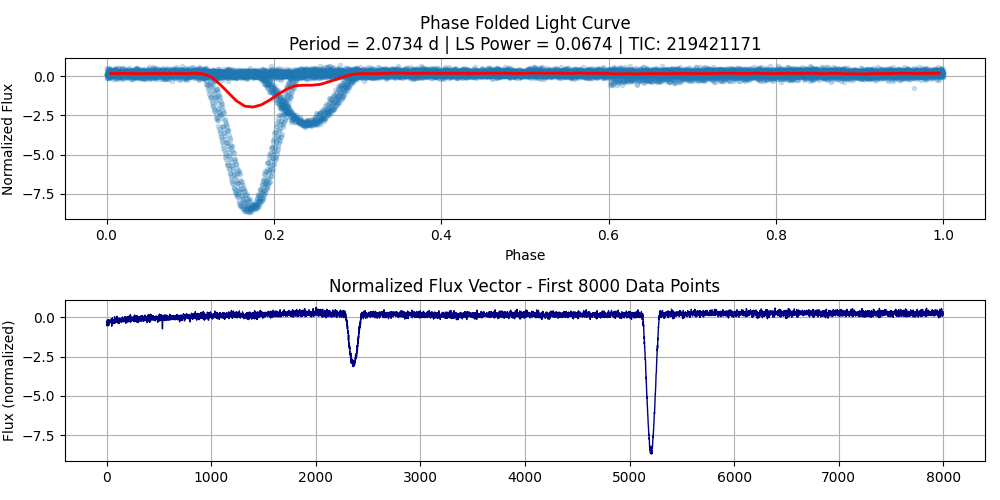 Phase Folded Light Curve
Period = 2.0734 d | LS Power = 0.0674 | TIC: 219421171
Normalized Flux
0.0
−2.5
−5.0
−7.5
0.0 0.2 0.4 0.6 0.8 1.0
Phase
Normalized Flux Vector - First 8000 Data Points
Flux (normalized)
0.0
−2.5
−5.0
−7.5
0 1000 2000 3000 4000 5000 6000 7000 8000